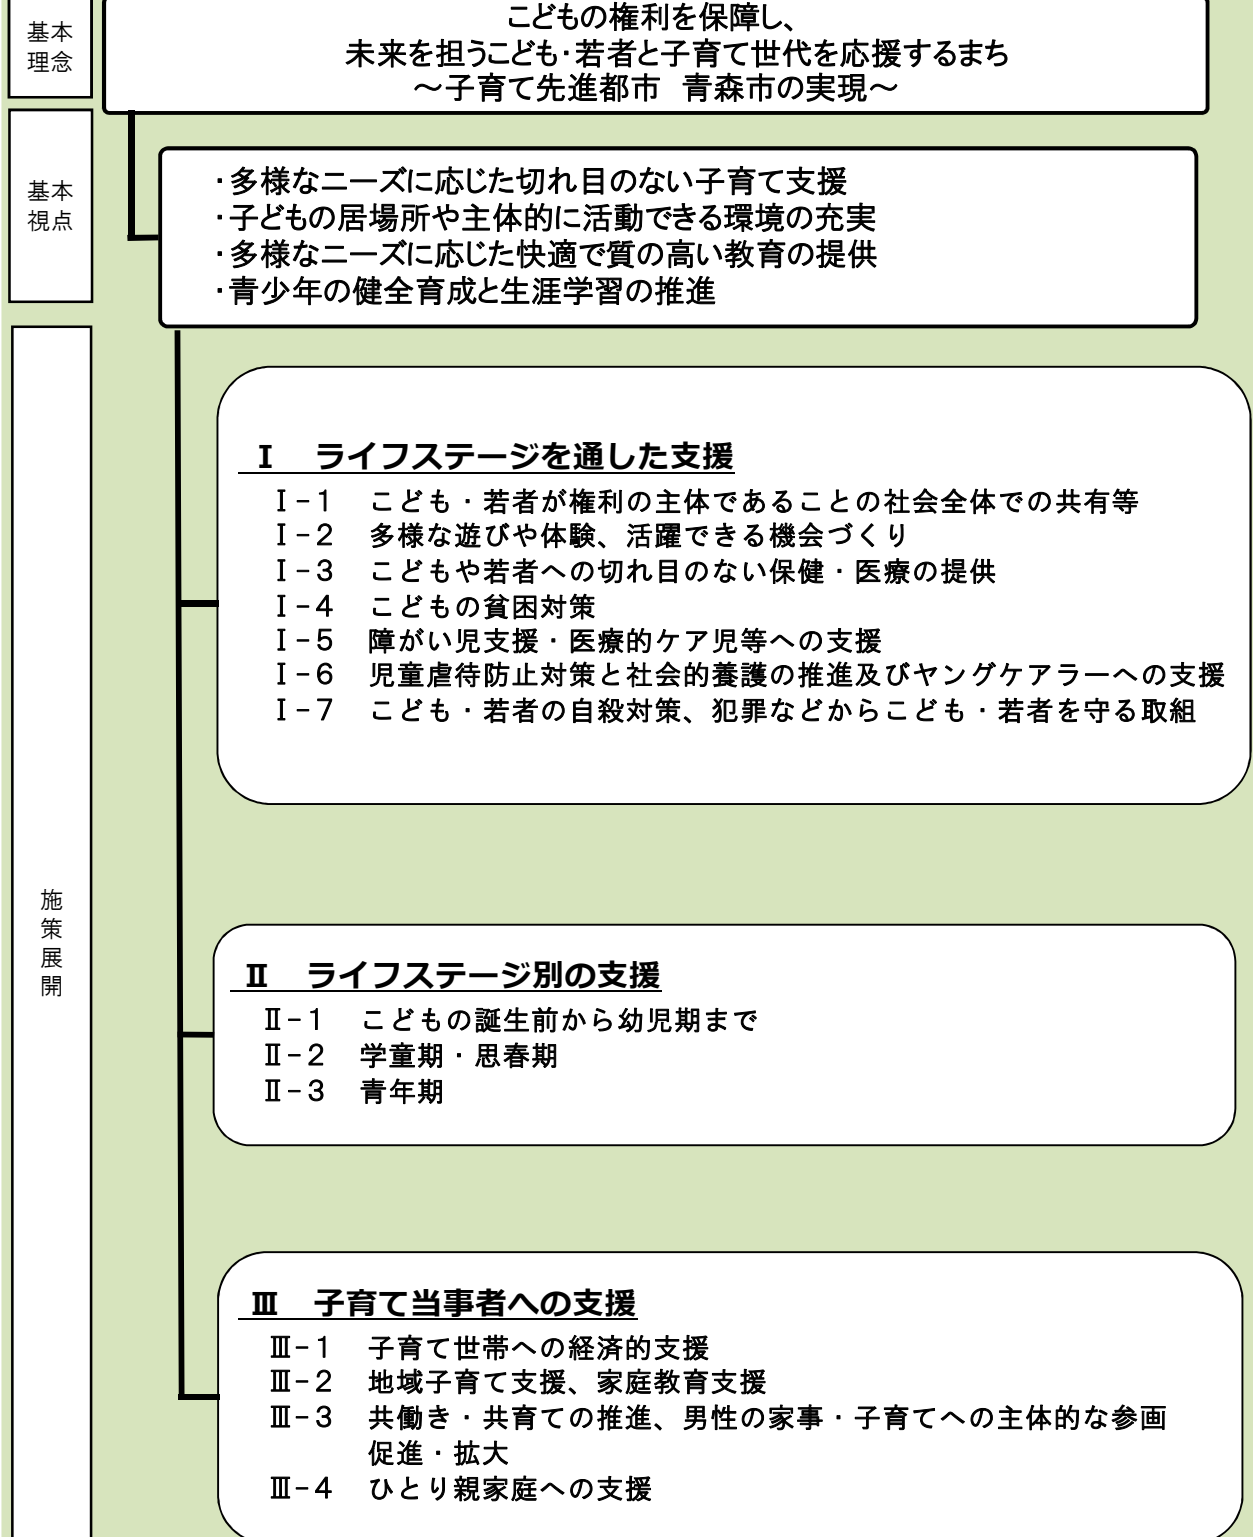 基本
理念
こどもの権利を保障し、
未来を担うこども・若者と子育て世代を応援するまち
～子育て先進都市　青森市の実現～
基本
視点
・多様なニーズに応じた切れ目のない子育て支援
・子どもの居場所や主体的に活動できる環境の充実
・多様なニーズに応じた快適で質の高い教育の提供
・青少年の健全育成と生涯学習の推進
施
策
展
開
Ⅰ　ライフステージを通した支援
Ⅰ－１　こども・若者が権利の主体であることの社会全体での共有等
Ⅰ－２　多様な遊びや体験、活躍できる機会づくり
Ⅰ－３　こどもや若者への切れ目のない保健・医療の提供
Ⅰ－４　こどもの貧困対策
Ⅰ－５　障がい児支援・医療的ケア児等への支援
Ⅰ－６　児童虐待防止対策と社会的養護の推進及びヤングケアラーへの支援
Ⅰ－７　こども・若者の自殺対策、犯罪などからこども・若者を守る取組
Ⅱ　ライフステージ別の支援
Ⅱ－１　こどもの誕生前から幼児期まで
Ⅱ－２　学童期・思春期
Ⅱ－３　青年期
Ⅲ　子育て当事者への支援
Ⅲ－１　子育て世帯への経済的支援
Ⅲ－２　地域子育て支援、家庭教育支援
Ⅲ－３　共働き・共育ての推進、男性の家事・子育てへの主体的な参画
促進・拡大
Ⅲ－４　ひとり親家庭への支援